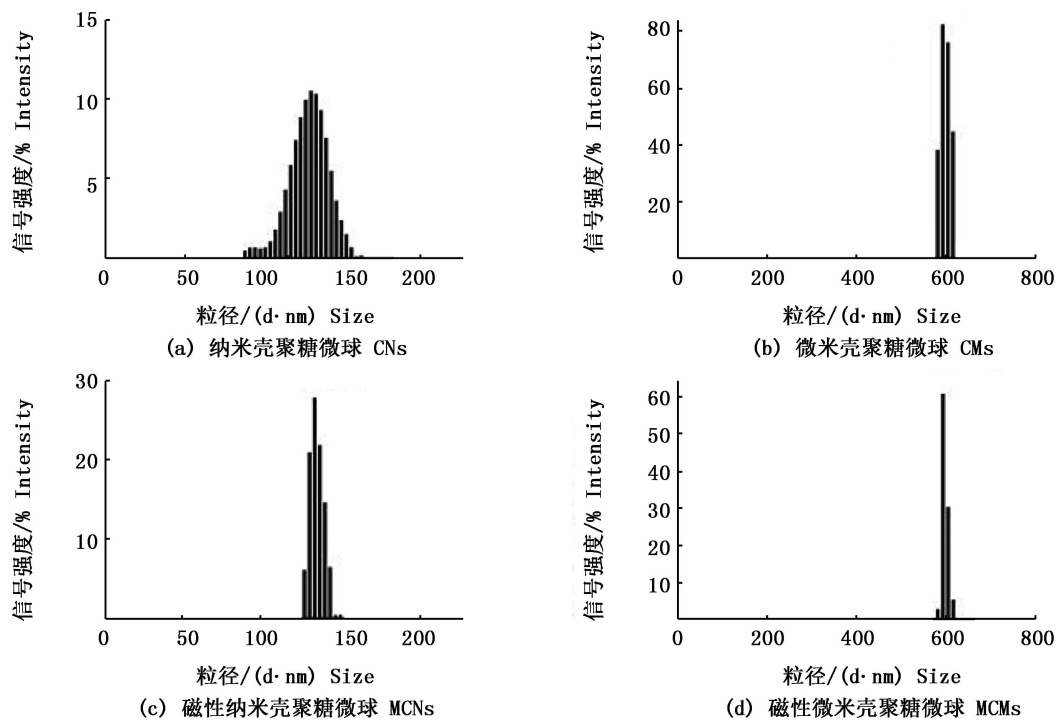 15
10
5
信号强度/% Intensity
0 50 100 150 200
粒径/(d·nm) Size
(a) 纳米壳聚糖微球 CNs
80
60
40
20
信号强度/% Intensity
0 200 400 600 800
粒径/(d·nm) Size
(b) 微米壳聚糖微球 CMs
30
20
10
信号强度/% Intensity
0 50 100 150 200
粒径/(d·nm) Size
(c) 磁性纳米壳聚糖微球 MCNs
60
50
40
30
20
10
信号强度/% Intensity
0 200 400 600 800
粒径/(d·nm) Size
(d) 磁性微米壳聚糖微球 MCMs